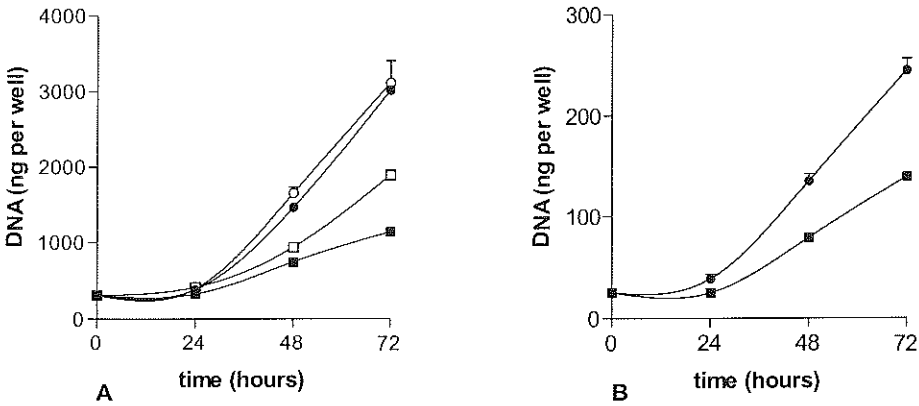 4000
3000
2000
1000
0
DNA (ng per well)
0 24 48 72
time (hours)
A
300
200
100
0
DNA (ng per well)
0 24 48 72
time (hours)
B